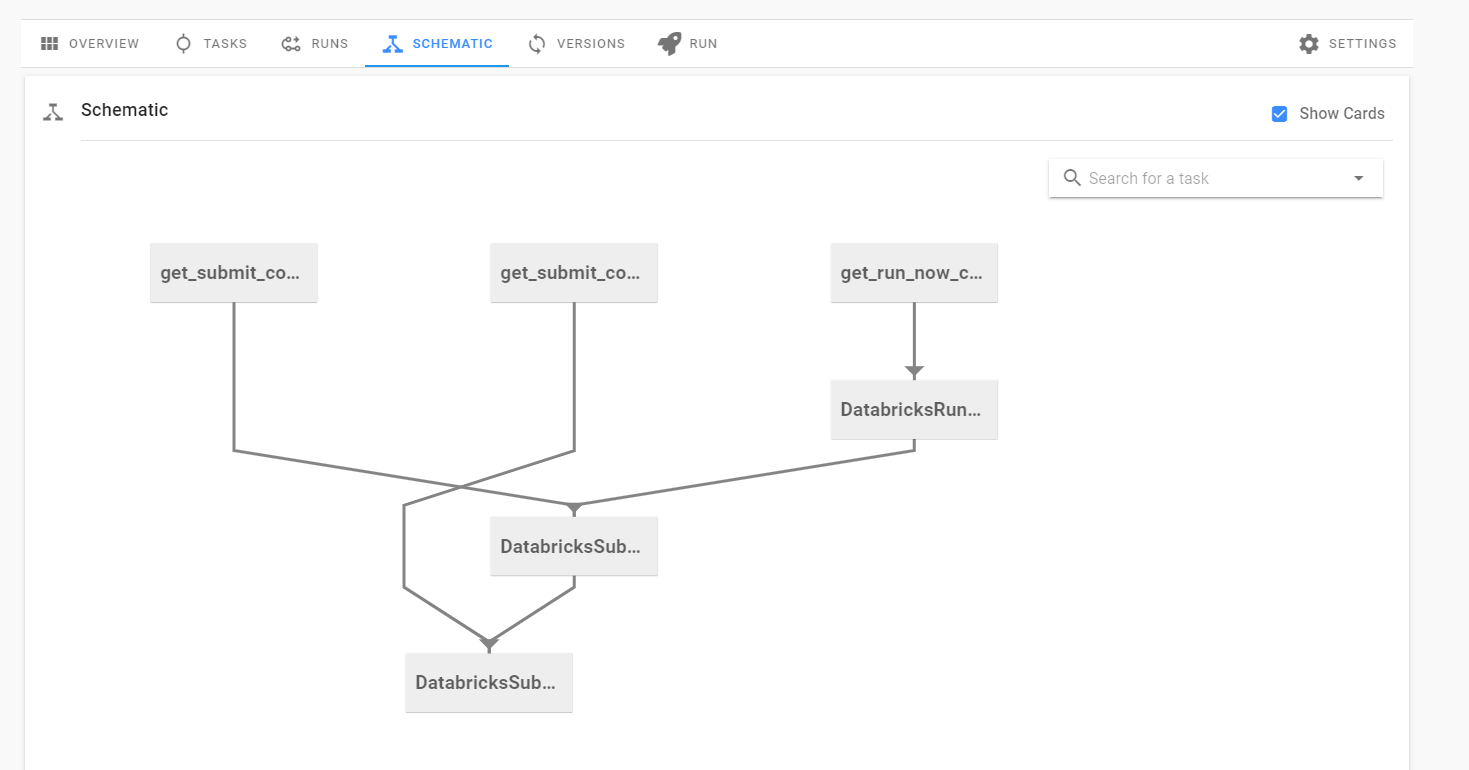 OVERVIEW TASKS RUNS SCHEMATIC VERSIONS RUN SETTINGS
Schematic
Show Cards
Search for a task
get_submit_co... get_submit_co... get_run_now_c...
DatabricksRun...
DatabricksSub...
DatabricksSub...